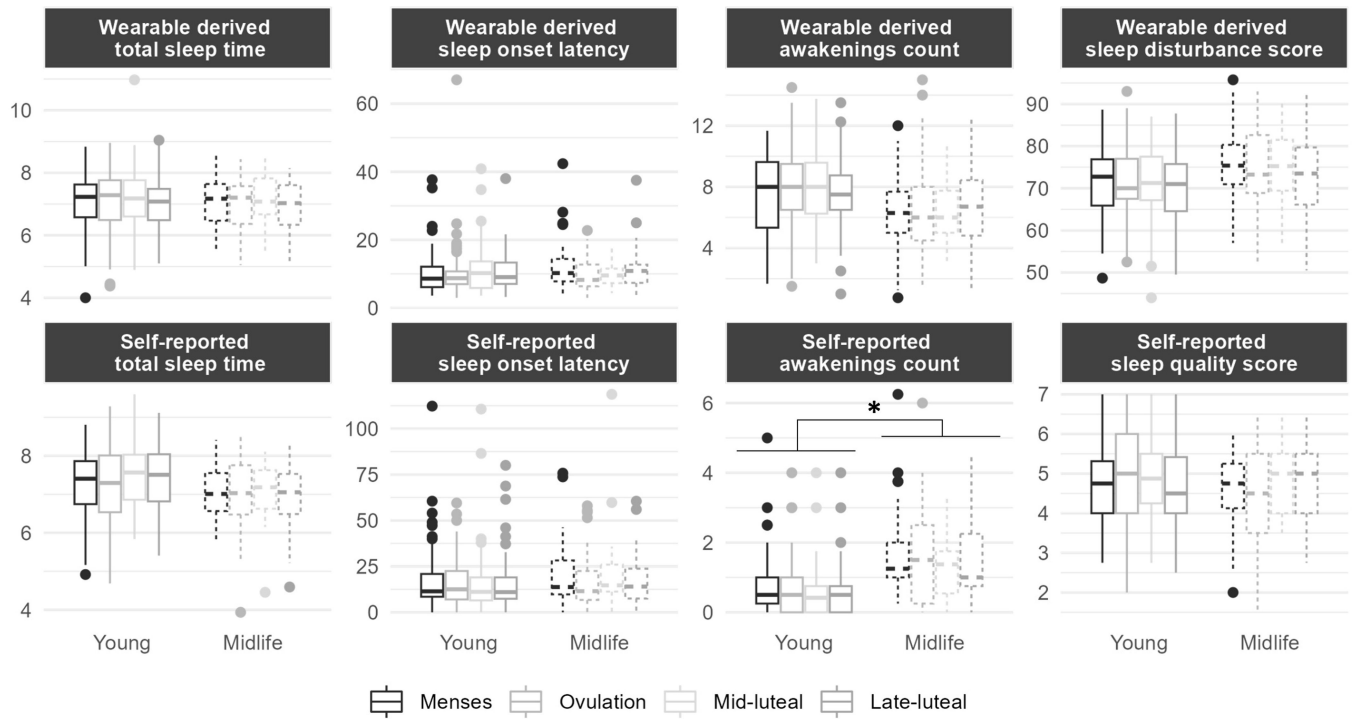 Wearable derived
total sleep time
Wearable derived
sleep onset latency
Wearable derived
awakenings count
Wearable derived
sleep disturbance score
10
8
6
4
60
40
20
0
12
8
4
90
80
70
60
50
Self-reported
total sleep time
Self-reported
sleep onset latency
Self-reported
awakenings count
Self-reported
sleep quality score
8
6
4
100
75
50
25
0
6
4
2
0
*
7
6
5
4
3
2
Young Midlife
Young Midlife
Young Midlife
Young Midlife
Menses Ovulation Mid-luteal Late-luteal